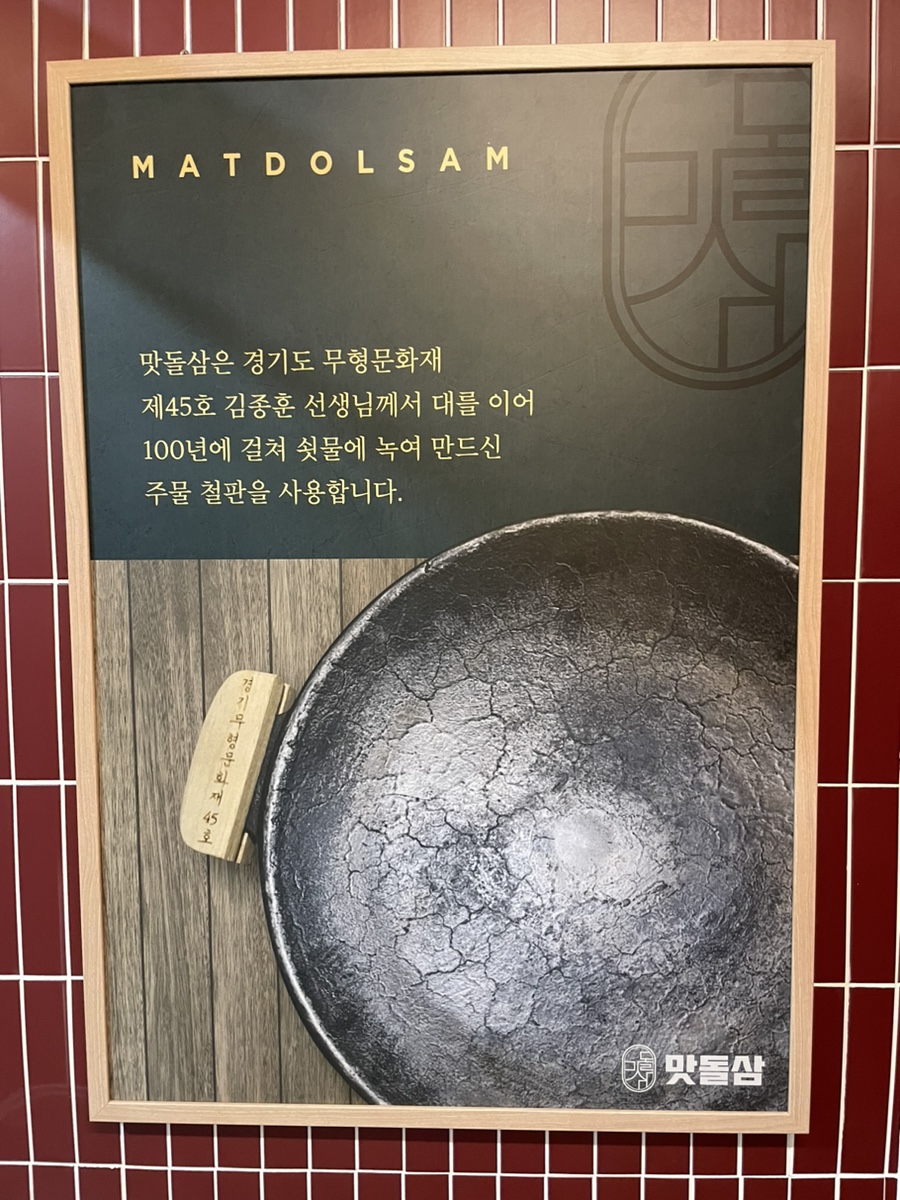 MATDOLSAM
맛돌삼은 경기도 무형문화재
제45호 김종훈 선생님께서 대를 이어
100년에 걸쳐 쇳물에 녹여 만드신
주물 철판을 사용합니다.
경기무형문화재 45호
맛돌삼